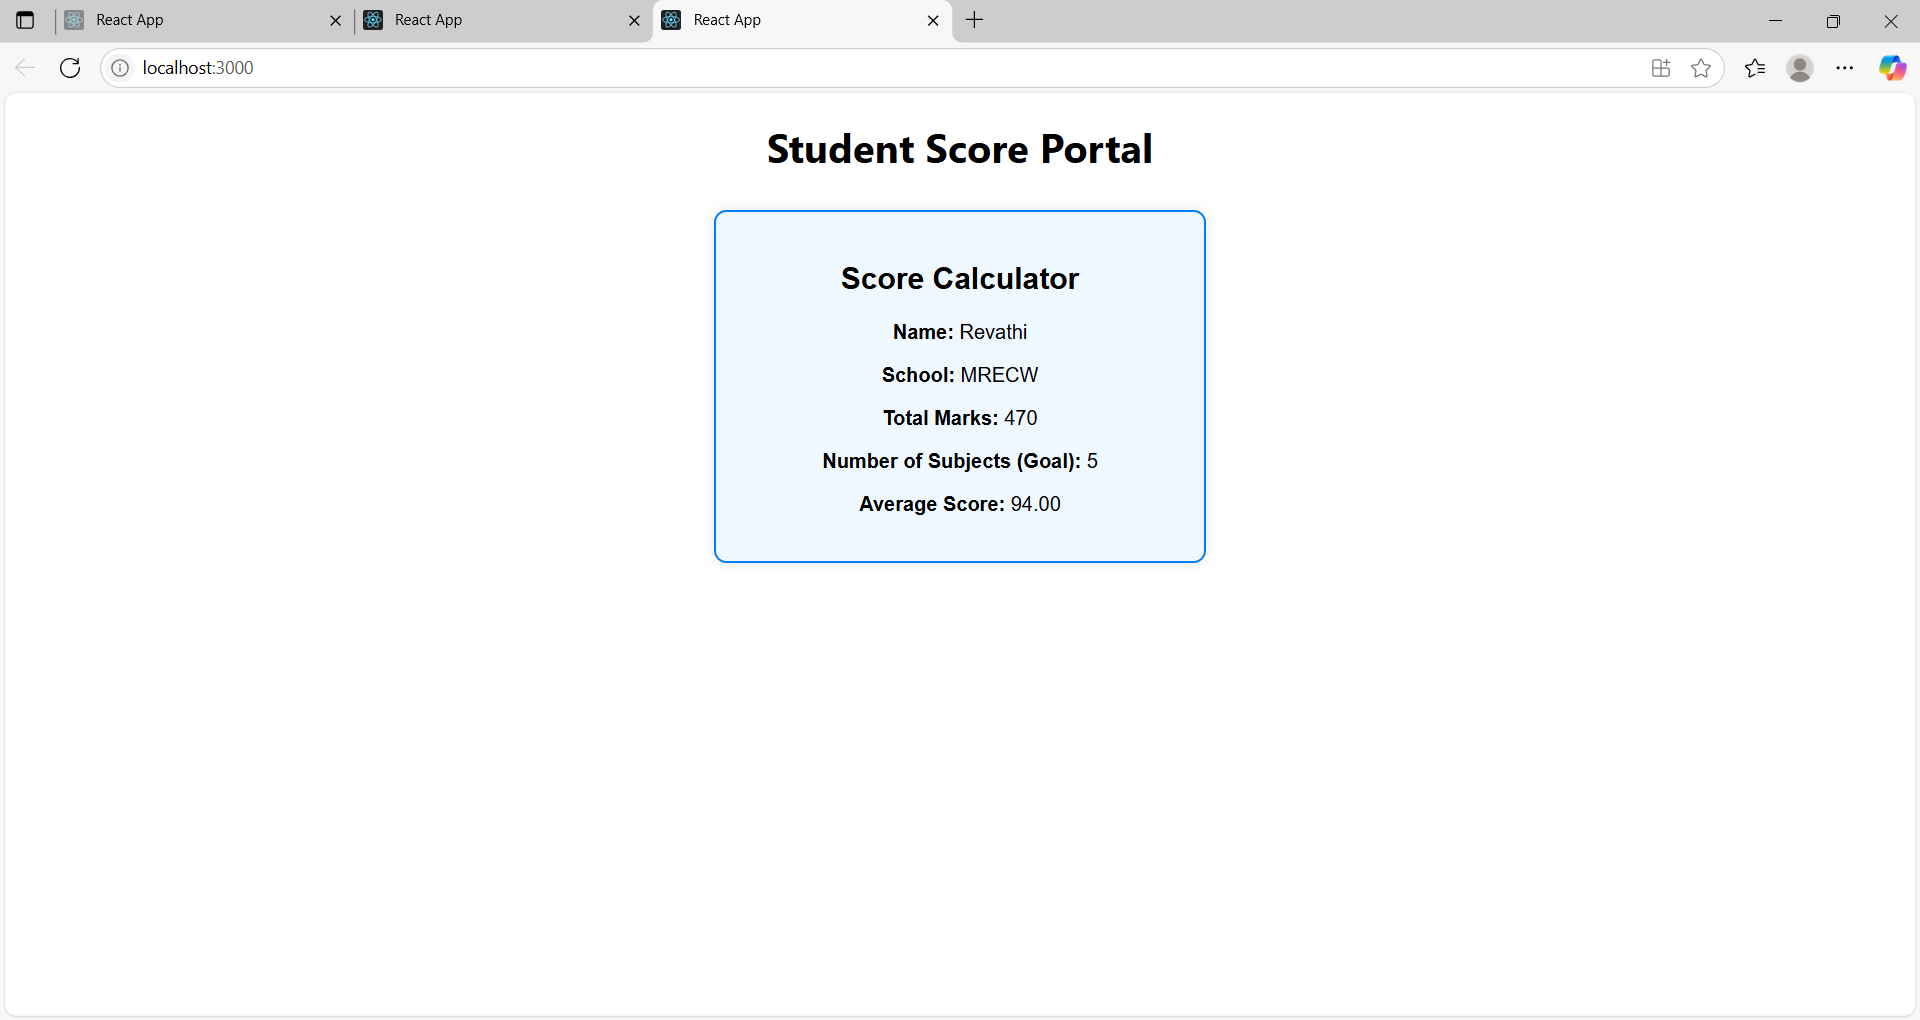 React App
React App
React App
localhost:3000
Student Score Portal
Score Calculator
Name: Revathi
School: MRECW
Total Marks: 470
Number of Subjects (Goal): 5
Average Score: 94.00